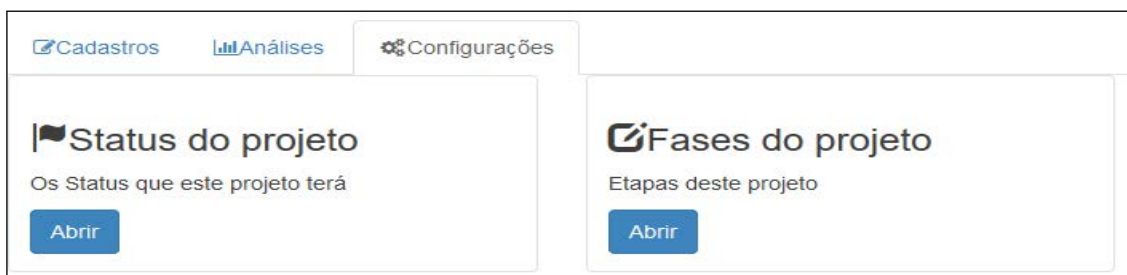 Cadastros
Análises
Configurações
Status do projeto
Os Status que este projeto terá
Abrir
Fases do projeto
Etapas deste projeto
Abrir